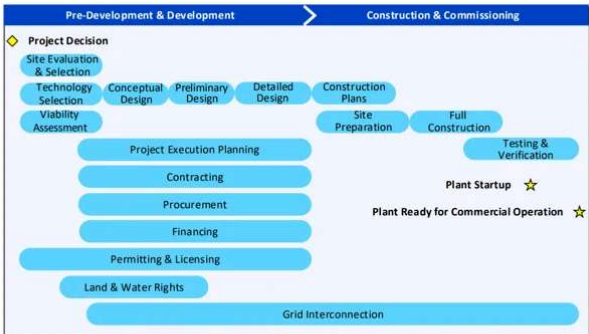 Pre-Development & Development
Construction & Commissioning
Project Decision
Site Evaluation
& Selection
Technology
Selection
Conceptual
Design
Preliminary
Design
Detailed
Design
Construction
Plans
Viability
Assessment
Site
Preparation
Full
Construction
Project Execution Planning
Testing &
Verification
Contracting
Plant Startup
Procurement
Plant Ready for Commercial Operation
Financing
Permitting & Licensing
Land & Water Rights
Grid Interconnection